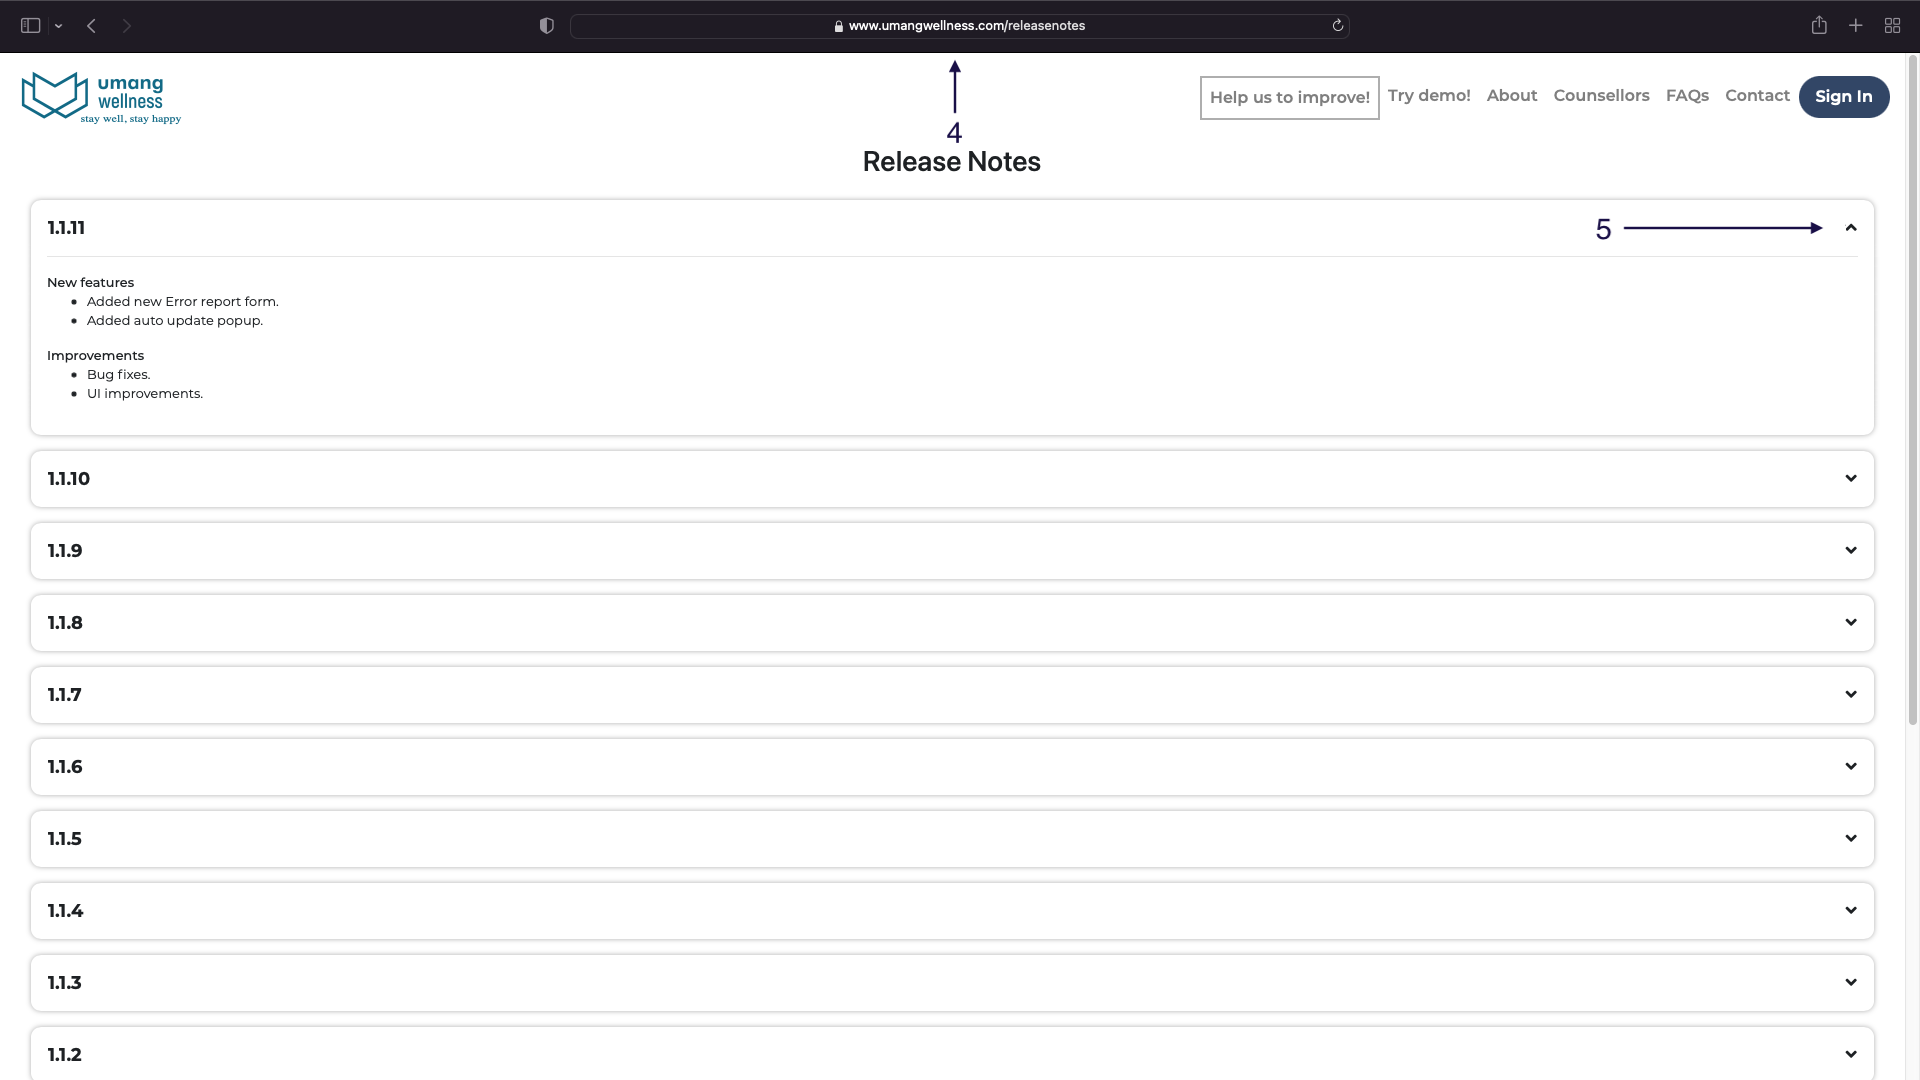 www.umangwellness.com/releasenotes
umang
wellness
stay well, stay happy
4
Help us to improve!
Try demo!
About
Counsellors
FAQs
Contact
Sign In
Release Notes
1.1.11
5
New features
Added new Error report form.
Added auto update popup.
Improvements
Bug fixes.
UI improvements.
1.1.10
1.1.9
1.1.8
1.1.7
1.1.6
1.1.5
1.1.4
1.1.3
1.1.2